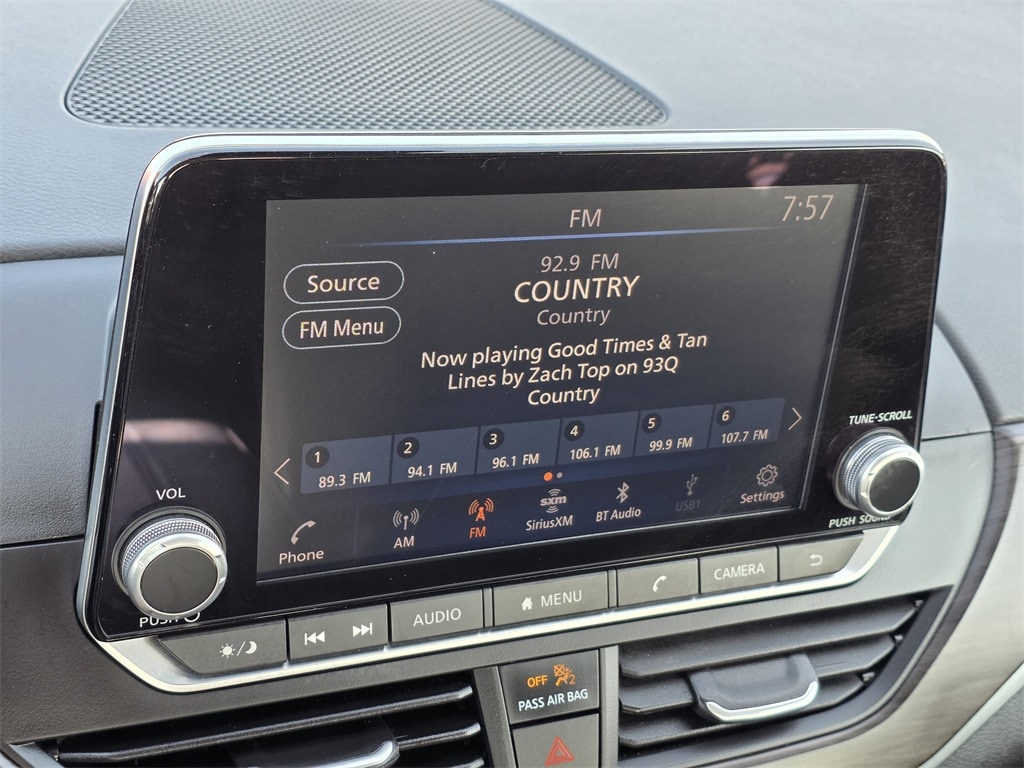 FM
7:57
92.9 FM
COUNTRY
Country
Source
FM Menu
Now playing Good Times & Tan
Lines by Zach Top on 93Q
Country
1
89.3 FM
2
94.1 FM
3
96.1 FM
4
106.1 FM
5
99.9 FM
6
107.7 FM
Phone
AM
FM
sxm
SiriusXM
BT Audio
USB1
Settings
VOL
PUSH
TUNE·SCROLL
PUSH SOUND
AUDIO
MENU
CAMERA
OFF
2
PASS AIR BAG